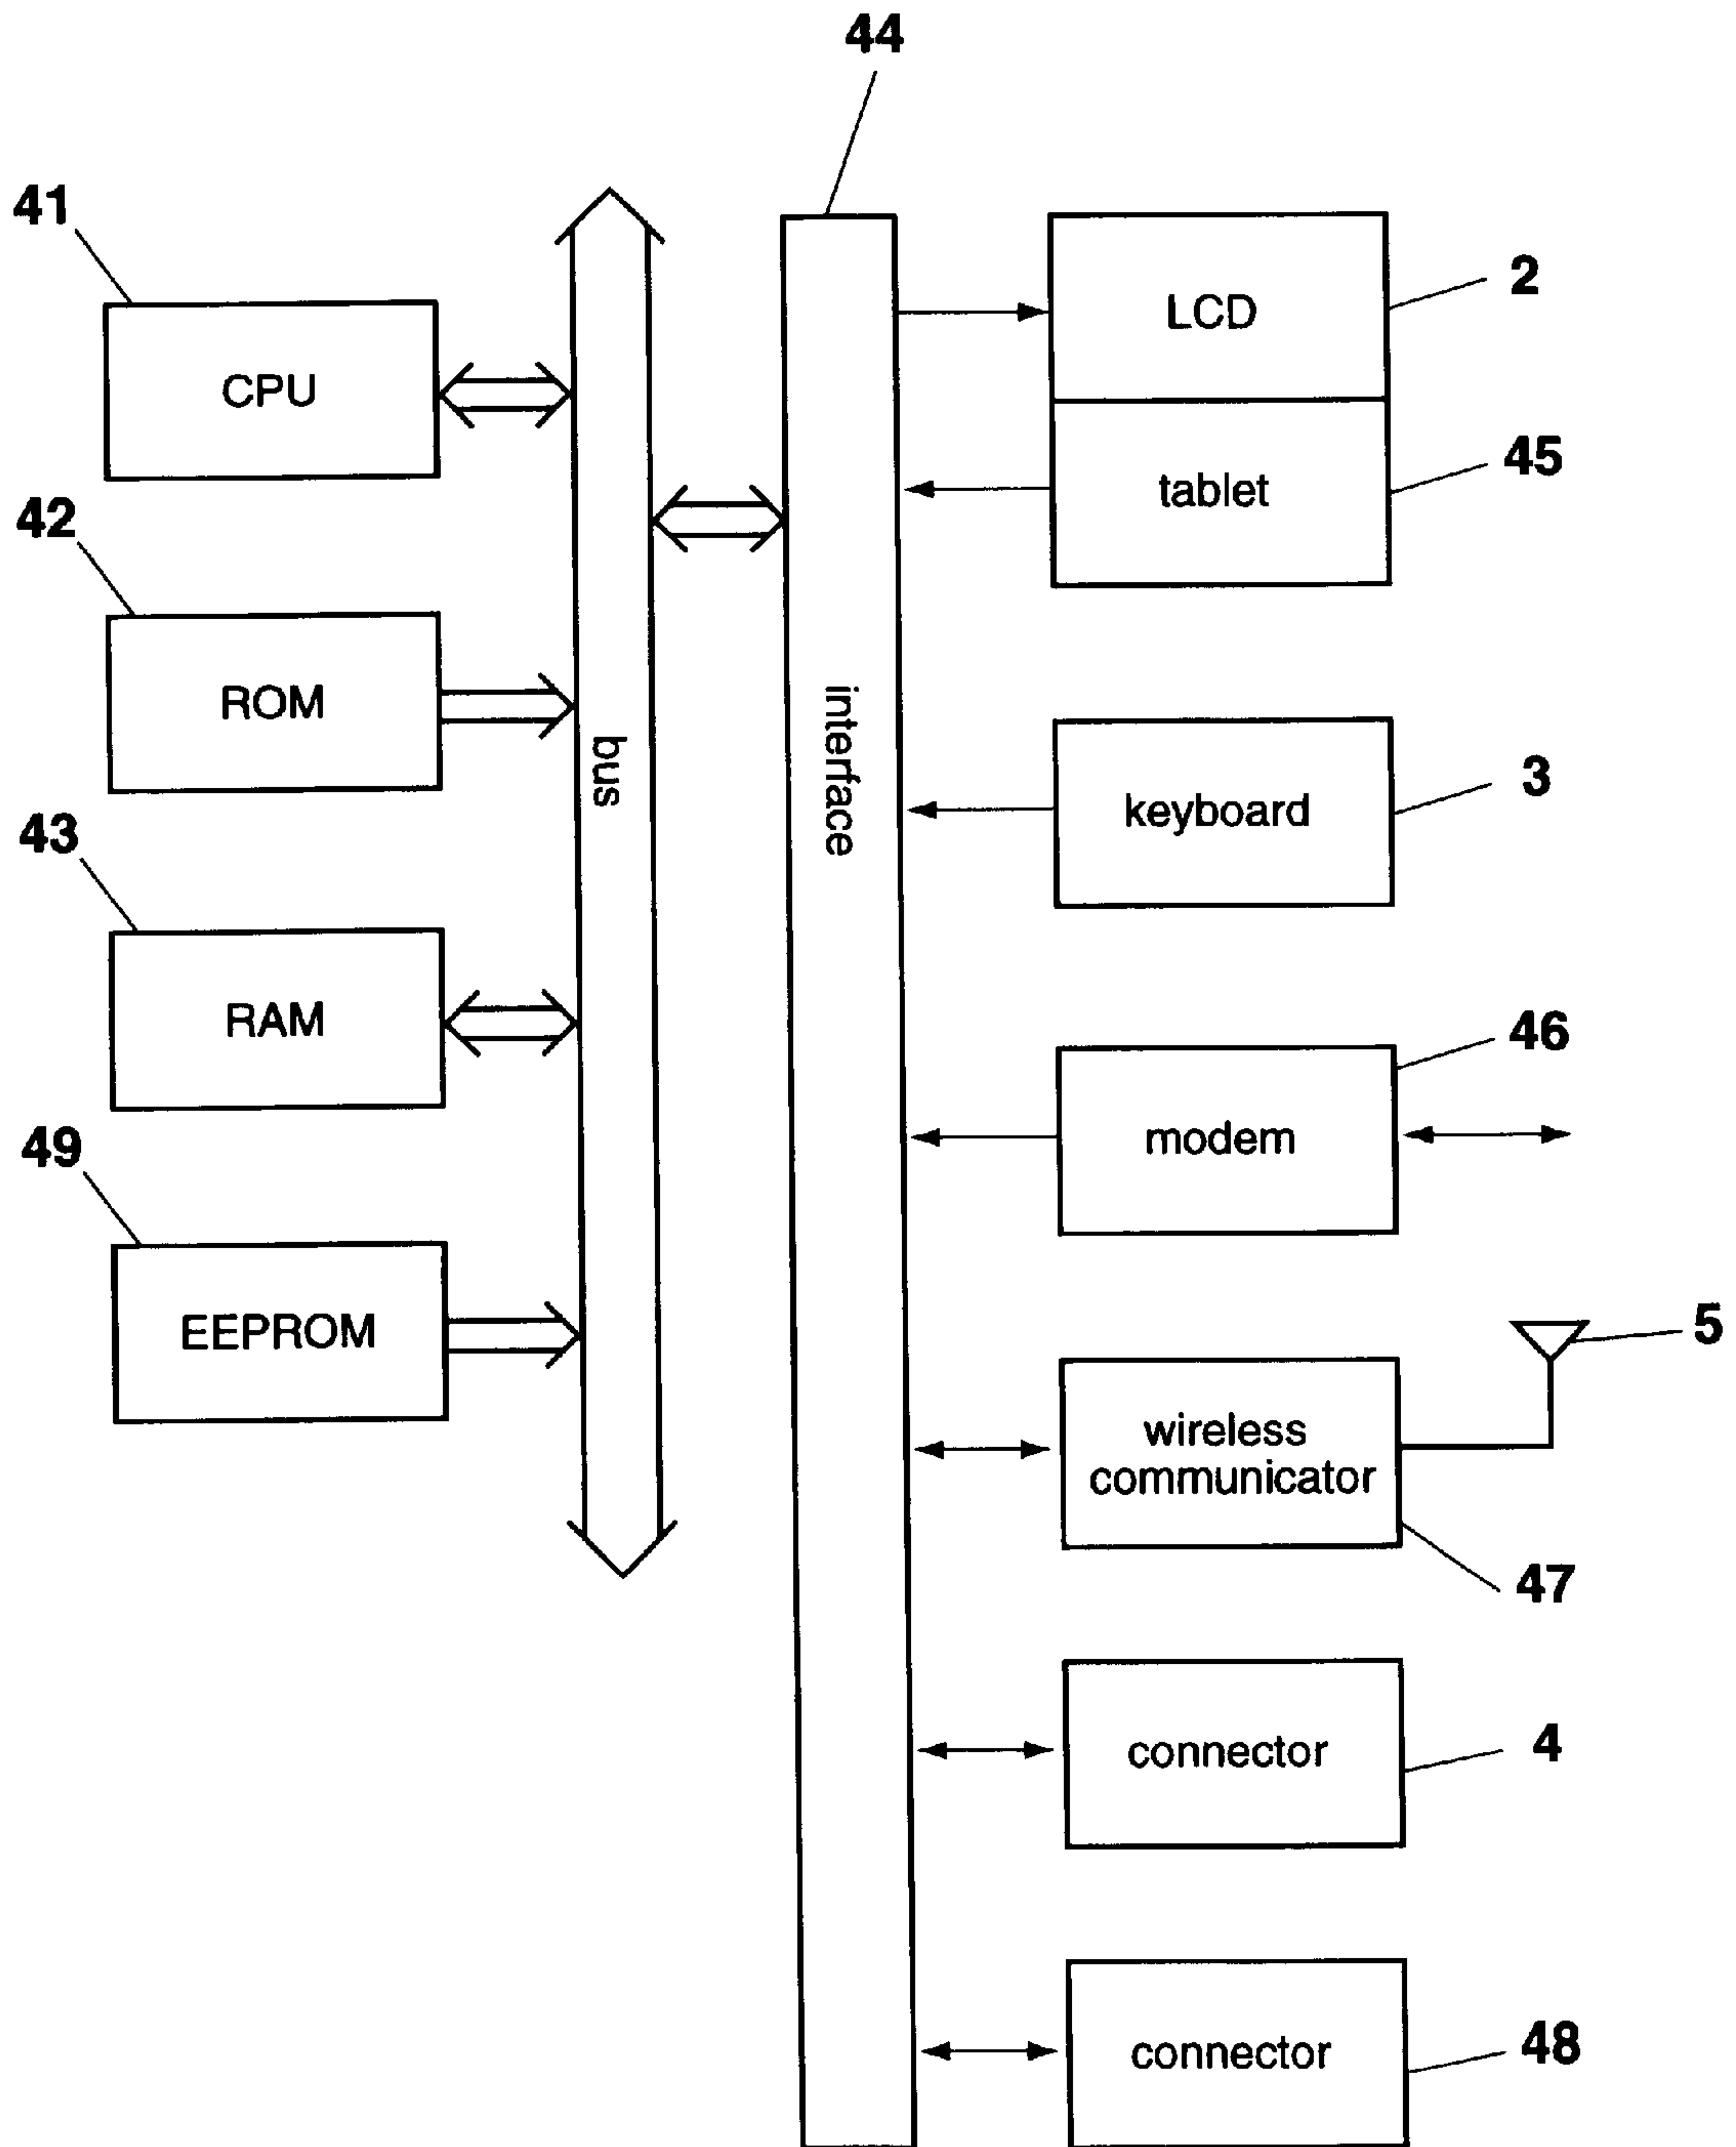 44
41
CPU
42
ROM
43
RAM
49
EEPROM
bus
interface
LCD
2
tablet
45
keyboard
3
modem
46
wireless
communicator
5
47
connector
4
connector
48